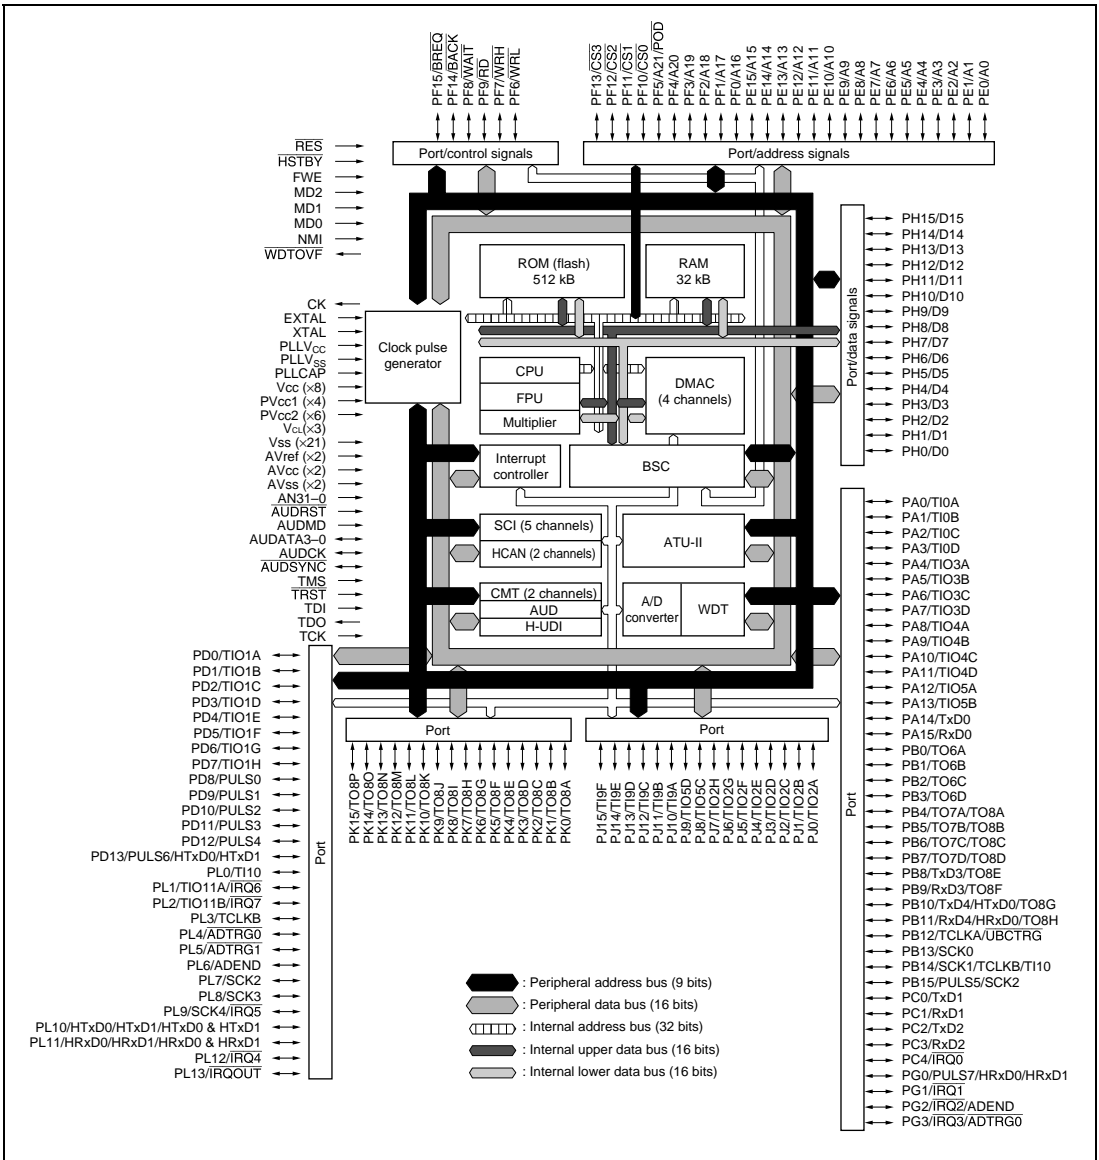 PF15/BREQ
PF14/BACK
PF8/WAIT
PF9/RD
PF7/WRH
PF6/WRL
PF13/CS3
PF12/CS2
PF11/CS1
PF10/CS0
PF5/A21/POD
PF4/A20
PF3/A19
PF2/A18
PF1/A17
PF0/A16
PE15/A15
PE14/A14
PE13/A13
PE12/A12
PE11/A11
PE10/A10
PE9/A9
PE8/A8
PE7/A7
PE6/A6
PE5/A5
PE4/A4
PE3/A3
PE2/A2
PE1/A1
PE0/A0
Port/control signals
Port/address signals
RES
HSTBY
FWE
MD2
MD1
MD0
NMI
WDTOVF
CK
EXTAL
XTAL
PLLVCC
PLLVSS
PLLCAP
Vcc (×8)
PVcc1 (×4)
PVcc2 (×6)
VCL(×3)
Vss (×21)
AVref (×2)
AVcc (×2)
AVss (×2)
AN31–0
AUDRST
AUDMD
AUDATA3–0
AUDCK
AUDSYNC
TMS
TRST
TDI
TDO
TCK
ROM (flash)
512 kB
RAM
32 kB
Clock pulse
generator
CPU
FPU
Multiplier
DMAC
(4 channels)
Interrupt
controller
BSC
SCI (5 channels)
HCAN (2 channels)
ATU-II
CMT (2 channels)
AUD
H-UDI
A/D
converter
WDT
Port/data signals
PH15/D15
PH14/D14
PH13/D13
PH12/D12
PH11/D11
PH10/D10
PH9/D9
PH8/D8
PH7/D7
PH6/D6
PH5/D5
PH4/D4
PH3/D3
PH2/D2
PH1/D1
PH0/D0
PD0/TIO1A
PD1/TIO1B
PD2/TIO1C
PD3/TIO1D
PD4/TIO1E
PD5/TIO1F
PD6/TIO1G
PD7/TIO1H
PD8/PULS0
PD9/PULS1
PD10/PULS2
PD11/PULS3
PD12/PULS4
PD13/PULS6/HTxD0/HTxD1
PL0/TI10
PL1/TIO11A/IRQ6
PL2/TIO11B/IRQ7
PL3/TCLKB
PL4/ADTRG0
PL5/ADTRG1
PL6/ADEND
PL7/SCK2
PL8/SCK3
PL9/SCK4/IRQ5
PL10/HTxD0/HTxD1/HTxD0 & HTxD1
PL11/HRxD0/HRxD1/HRxD0 & HRxD1
PL12/IRQ4
PL13/IRQOUT
Port
Port
PK15/TO8P
PK14/TO8O
PK13/TO8N
PK12/TO8M
PK11/TO8L
PK10/TO8K
PK9/TO8J
PK8/TO8I
PK7/TO8H
PK6/TO8G
PK5/TO8F
PK4/TO8E
PK3/TO8D
PK2/TO8C
PK1/TO8B
PK0/TO8A
Port
PJ15/TI9F
PJ14/TI9E
PJ13/TI9D
PJ12/TI9C
PJ11/TI9B
PJ10/TI9A
PJ9/TIO5D
PJ8/TIO5C
PJ7/TIO2H
PJ6/TIO2G
PJ5/TIO2F
PJ4/TIO2E
PJ3/TIO2D
PJ2/TIO2C
PJ1/TIO2B
PJ0/TIO2A
Port
PA0/TI0A
PA1/TI0B
PA2/TI0C
PA3/TI0D
PA4/TIO3A
PA5/TIO3B
PA6/TIO3C
PA7/TIO3D
PA8/TIO4A
PA9/TIO4B
PA10/TIO4C
PA11/TIO4D
PA12/TIO5A
PA13/TIO5B
PA14/TxD0
PA15/RxD0
PB0/TO6A
PB1/TO6B
PB2/TO6C
PB3/TO6D
PB4/TO7A/TO8A
PB5/TO7B/TO8B
PB6/TO7C/TO8C
PB7/TO7D/TO8D
PB8/TxD3/TO8E
PB9/RxD3/TO8F
PB10/TxD4/HTxD0/TO8G
PB11/RxD4/HRxD0/TO8H
PB12/TCLKA/UBCTRG
PB13/SCK0
PB14/SCK1/TCLKB/TI10
PB15/PULS5/SCK2
PC0/TxD1
PC1/RxD1
PC2/TxD2
PC3/RxD2
PC4/IRQ0
PG0/PULS7/HRxD0/HRxD1
PG1/IRQ1
PG2/IRQ2/ADEND
PG3/IRQ3/ADTRG0
: Peripheral address bus (9 bits)
: Peripheral data bus (16 bits)
: Internal address bus (32 bits)
: Internal upper data bus (16 bits)
: Internal lower data bus (16 bits)